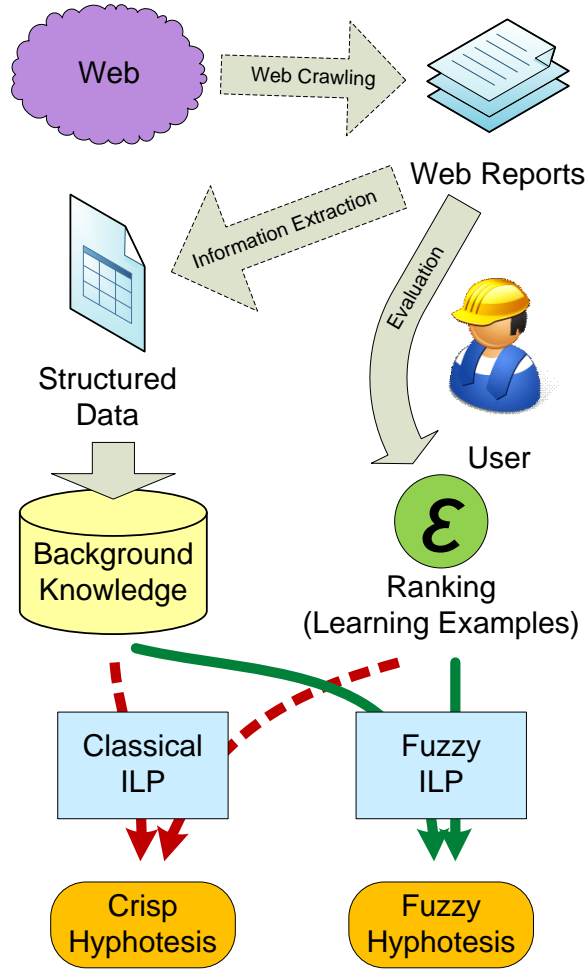 Web
Web Crawling
Web Reports
Information Extraction
Evaluation
Structured
Data
User
Background
Knowledge
ε
Ranking
(Learning Examples)
Classical
ILP
Fuzzy
ILP
Crisp
Hyphotesis
Fuzzy
Hyphotesis